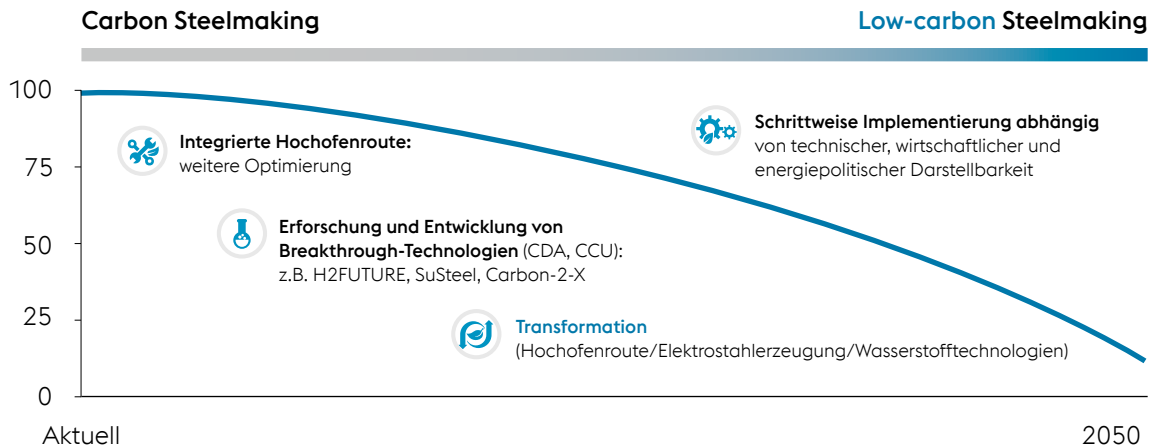 Carbon Steelmaking
Low-carbon Steelmaking
100
75
50
25
0
Integrierte Hochofenroute:
weitere Optimierung
Schrittweise Implementierung abhängig
von technischer, wirtschaftlicher und
energiepolitischer Darstellbarkeit
Erforschung und Entwicklung von
Breakthrough-Technologien (CDA, CCU):
z.B. H2FUTURE, SuSteel, Carbon-2-X
Transformation
(Hochofenroute/Elektrostahlerzeugung/Wasserstofftechnologien)
Aktuell
2050